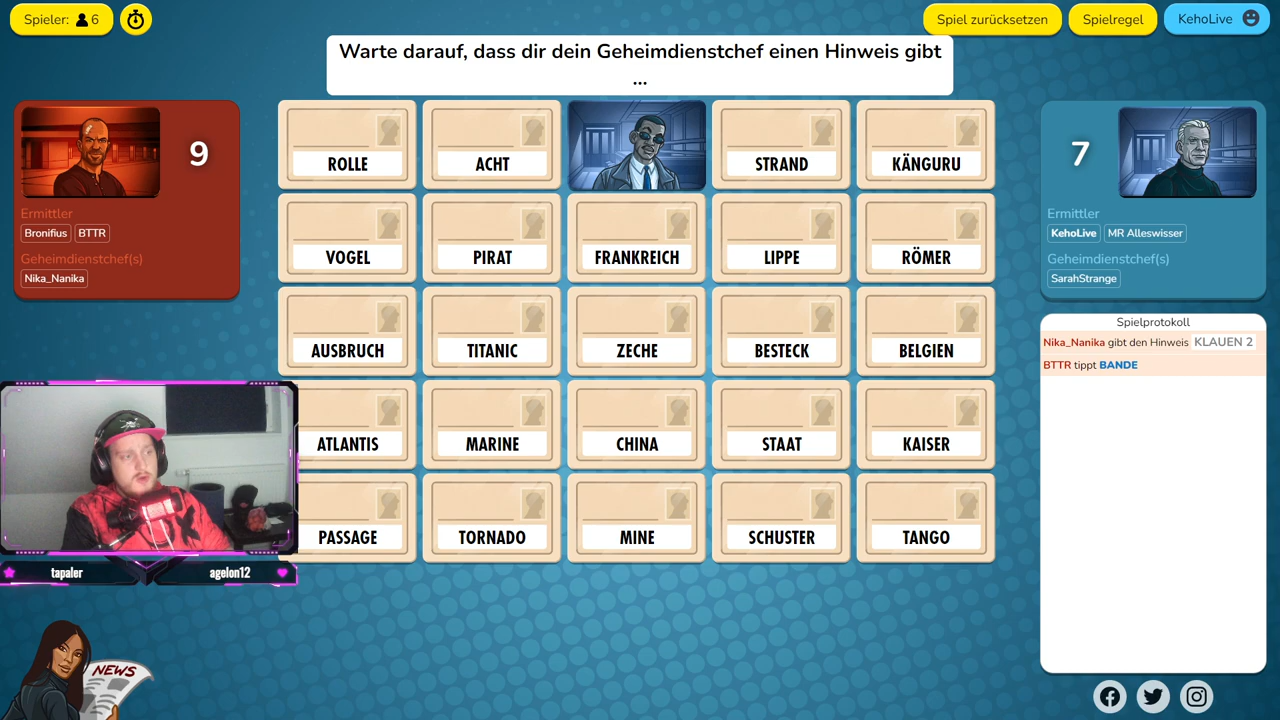 Spieler: 6
Spiel zurücksetzen
Spielregel
KehoLive
Warte darauf, dass dir dein Geheimdienstchef einen Hinweis gibt
...
9
Ermittler
Bronifius BTTR
Geheimdienstchef(s)
Nika_Nanika
ROLLE ACHT STRAND KÄNGURU
VOGEL PIRAT FRANKREICH LIPPE RÖMER
AUSBRUCH TITANIC ZECHE BESTECK BELGIEN
ATLANTIS MARINE CHINA STAAT KAISER
PASSAGE TORNADO MINE SCHUSTER TANGO
7
Ermittler
KehoLive MR Alleswisser
Geheimdienstchef(s)
SarahStrange
Spielprotokoll
Nika_Nanika gibt den Hinweis KLAUEN 2
BTTR tippt BANDE
tapaler agelon12
NEWS